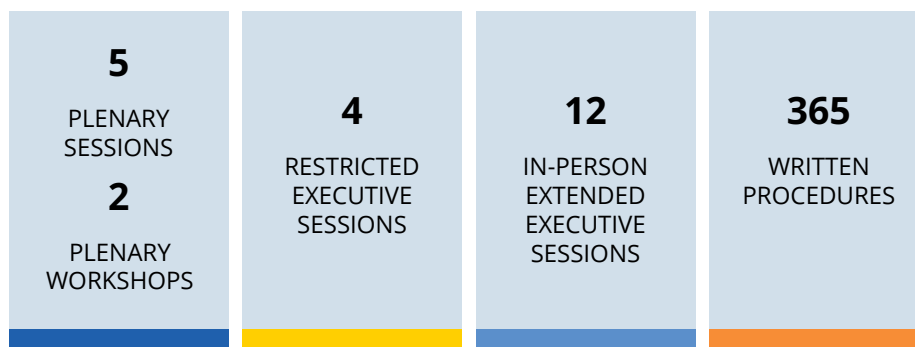 5
PLENARY
SESSIONS
2
PLENARY
WORKSHOPS
4
RESTRICTED
EXECUTIVE
SESSIONS
12
IN-PERSON
EXTENDED
EXECUTIVE
SESSIONS
365
WRITTEN
PROCEDURES